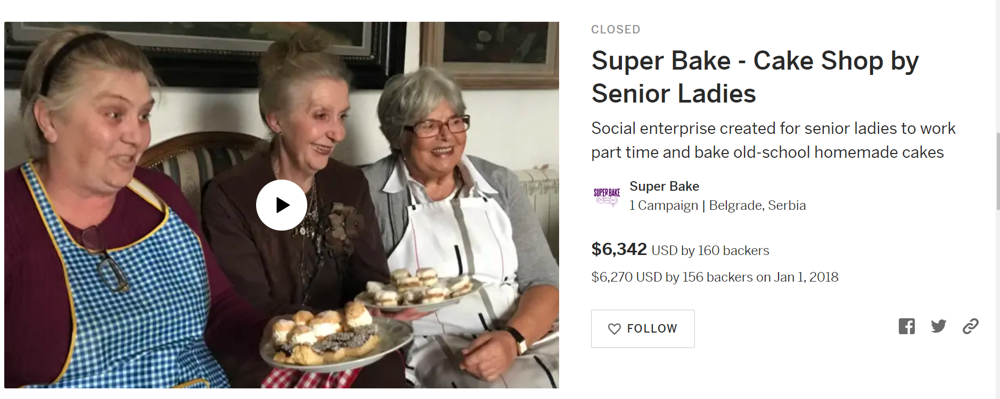 CLOSED
Super Bake - Cake Shop by
Senior Ladies
Social enterprise created for senior ladies to work
part time and bake old-school homemade cakes
SUPER BAKE
Super Bake
1 Campaign | Belgrade, Serbia
$6,342 USD by 160 backers
$6,270 USD by 156 backers on Jan 1, 2018
FOLLOW